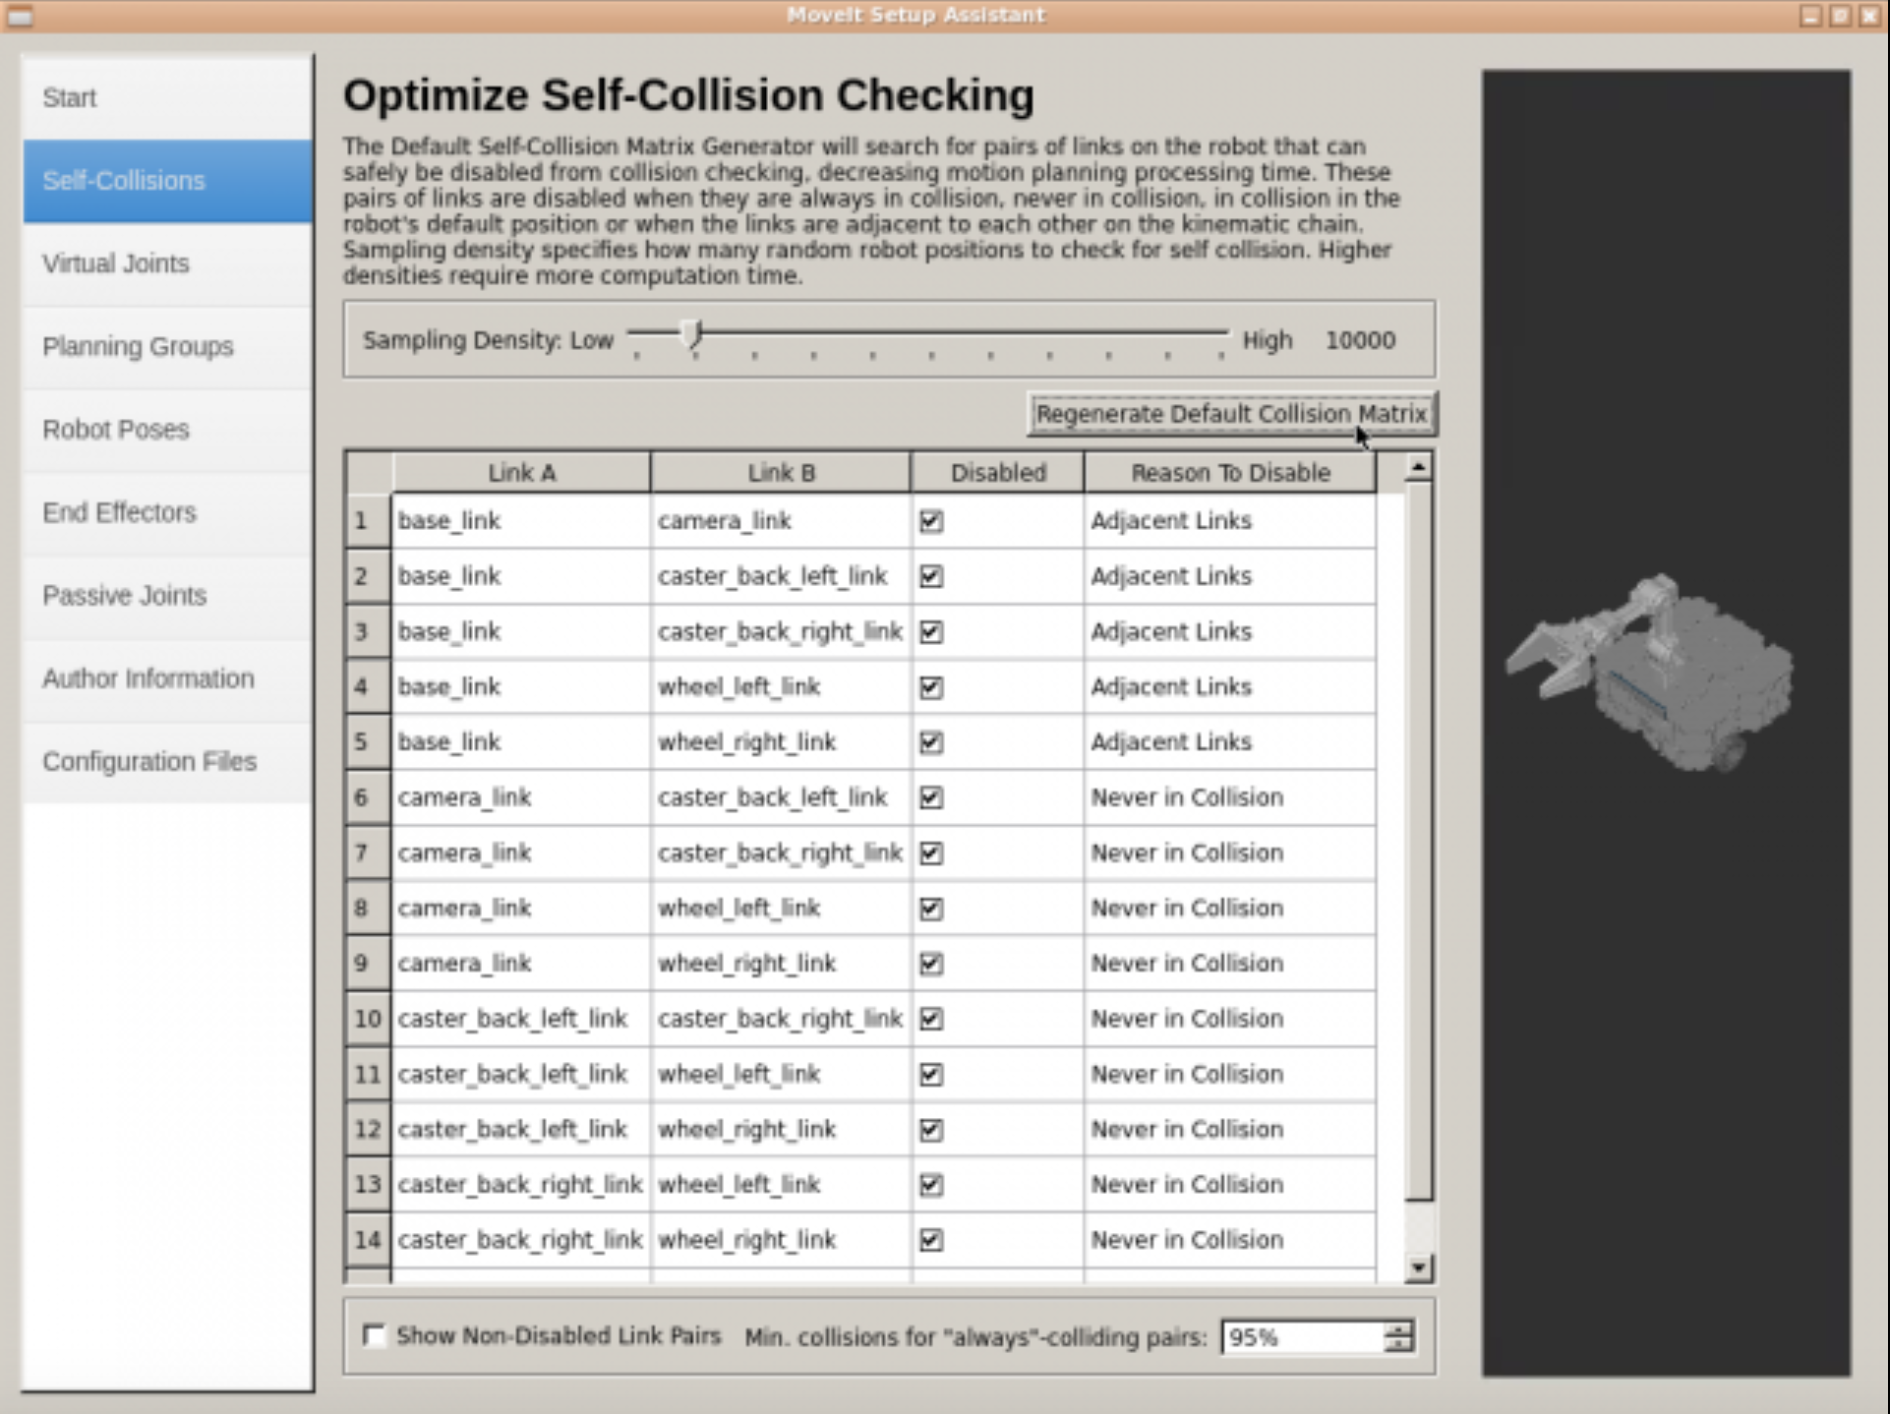 MoveIt Setup Assistant
Start
Self-Collisions
Virtual Joints
Planning Groups
Robot Poses
End Effectors
Passive Joints
Author Information
Configuration Files
Optimize Self-Collision Checking
The Default Self-Collision Matrix Generator will search for pairs of links on the robot that can
safely be disabled from collision checking, decreasing motion planning processing time. These
pairs of links are disabled when they are always in collision, never in collision, in collision in the
robot's default position or when the links are adjacent to each other on the kinematic chain.
Sampling density specifies how many random robot positions to check for self collision. Higher
densities require more computation time.
Sampling Density: Low High 10000
Regenerate Default Collision Matrix
Link A Link B Disabled Reason To Disable
1 base_link camera_link Adjacent Links
2 base_link caster_back_left_link Adjacent Links
3 base_link caster_back_right_link Adjacent Links
4 base_link wheel_left_link Adjacent Links
5 base_link wheel_right_link Adjacent Links
6 camera_link caster_back_left_link Never in Collision
7 camera_link caster_back_right_link Never in Collision
8 camera_link wheel_left_link Never in Collision
9 camera_link wheel_right_link Never in Collision
10 caster_back_left_link caster_back_right_link Never in Collision
11 caster_back_left_link wheel_left_link Never in Collision
12 caster_back_left_link wheel_right_link Never in Collision
13 caster_back_right_link wheel_left_link Never in Collision
14 caster_back_right_link wheel_right_link Never in Collision
Show Non-Disabled Link Pairs Min. collisions for "always"-colliding pairs: 95%